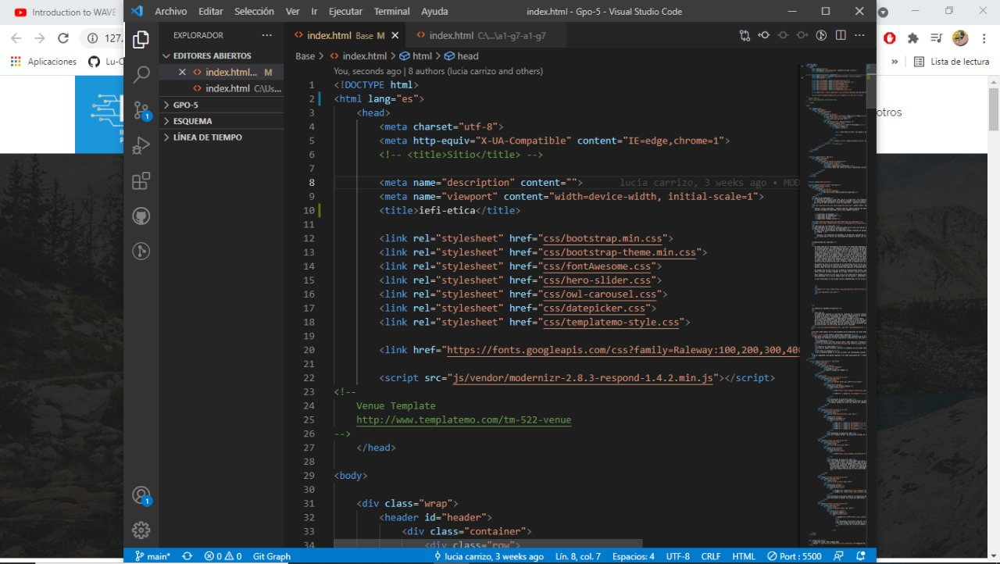 Introduction to WAVE
127.
Aplicaciones
Lu-C
Archivo Editar Selección Ver Ir Ejecutar Terminal Ayuda
index.html - Gpo-5 - Visual Studio Code
Lista de lectura
otros
EXPLORADOR
EDITORES ABIERTOS
index.html... M
index.html C:\Us...
GPO-5
ESQUEMA
LÍNEA DE TIEMPO
1
1
index.html Base M
index.html C:\...\a1-g7-a1-g7
Base > index.html > html > head
You, seconds ago | 8 authors (lucia carrizo and others)
1 <!DOCTYPE html>
2 <html lang="es">
3 <head>
4 <meta charset="utf-8">
5 <meta http-equiv="X-UA-Compatible" content="IE=edge,chrome=1">
6 <!-- <title>Sitio</title> -->
7
8 <meta name="description" content=""> lucia carrizo, 3 weeks ago • MOD
9 <meta name="viewport" content="width=device-width, initial-scale=1">
10 <title>iefi-etica</title>
11
12 <link rel="stylesheet" href="css/bootstrap.min.css">
13 <link rel="stylesheet" href="css/bootstrap-theme.min.css">
14 <link rel="stylesheet" href="css/fontAwesome.css">
15 <link rel="stylesheet" href="css/hero-slider.css">
16 <link rel="stylesheet" href="css/owl-carousel.css">
17 <link rel="stylesheet" href="css/datepicker.css">
18 <link rel="stylesheet" href="css/templatemo-style.css">
19
20 <link href="https://fonts.googleapis.com/css?family=Raleway:100,200,300,400
21
22 <script src="js/vendor/modernizr-2.8.3-respond-1.4.2.min.js"></script>
23 <!--
24 Venue Template
25 http://www.templatemo.com/tm-522-venue
26 -->
27 </head>
28
29 <body>
30
31 <div class="wrap">
32 <header id="header">
33 <div class="container">
34 <div class="row">
main* 0 0 Git Graph lucia carrizo, 3 weeks ago Lín. 8, col. 7 Espacios: 4 UTF-8 CRLF HTML Port : 5500